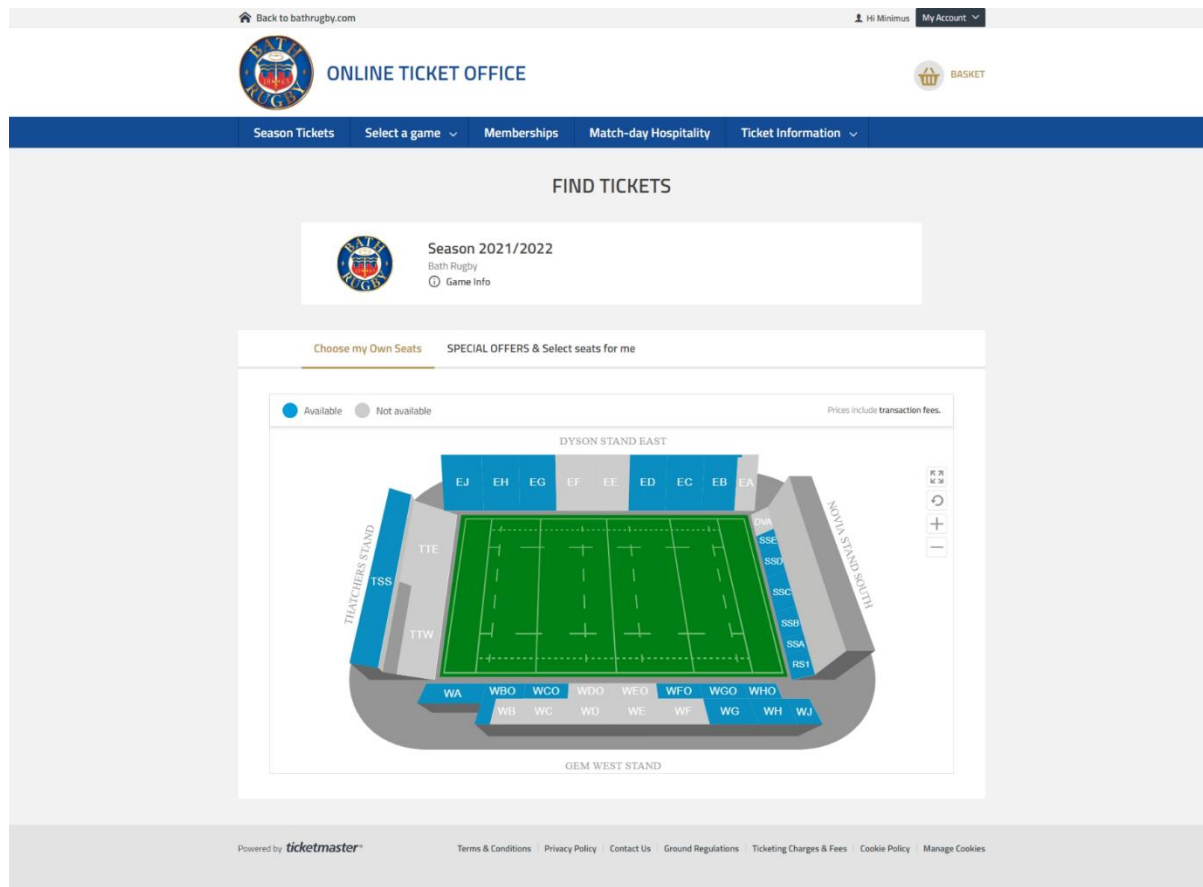 Back to bathrugby.com
Hi Minimus
My Account
BATH
RUGBY
ONLINE TICKET OFFICE
BASKET
Season Tickets
Select a game
Memberships
Match-day Hospitality
Ticket Information
FIND TICKETS
BATH
RUGBY
Season 2021/2022
Bath Rugby
Game Info
Choose my Own Seats
SPECIAL OFFERS & Select seats for me
Available
Not available
Prices include transaction fees.
DYSON STAND EAST
EJ EH EG EF EE ED EC EB EA
THATCHERS STAND
TSS
TTE
TTW
NOVIA STAND SOUTH
DVA
SSE
SSD
SSC
SSB
SSA
RS1
WA WBO WCO WDO WEO WFO WGO WHO
WB WC WD WE WF WG WH WJ
GEM WEST STAND
Powered by ticketmaster®
Terms & Conditions
Privacy Policy
Contact Us
Ground Regulations
Ticketing Charges & Fees
Cookie Policy
Manage Cookies